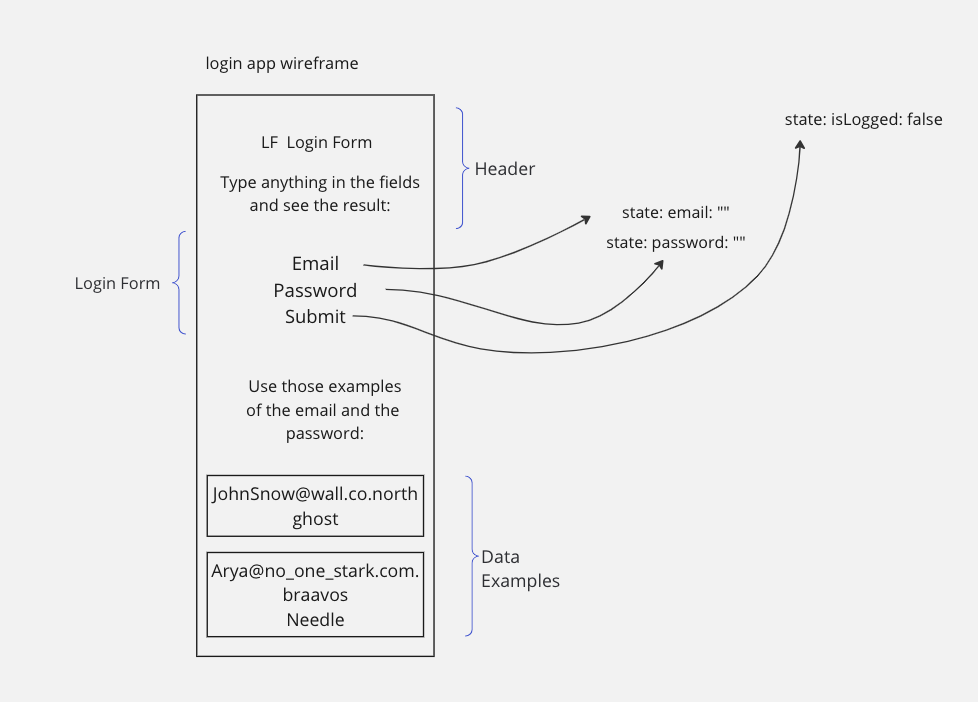 login app wireframe
LF  Login Form
Type anything in the fields
and see the result:
Header
Login Form
Email
Password
Submit
state: email: ""
state: password: ""
state: isLogged: false
Use those examples
of the email and the
password:
JohnSnow@wall.co.north
ghost
Arya@no_one_stark.com.
braavos
Needle
Data
Examples